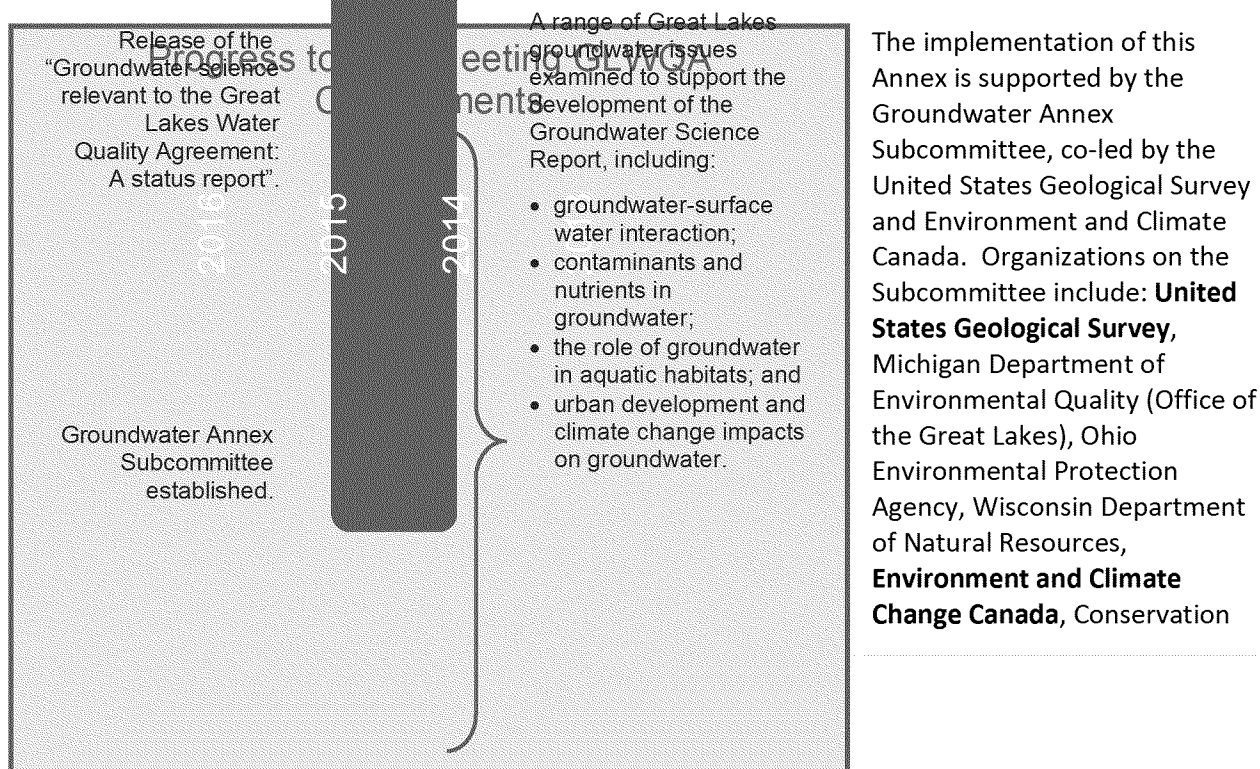 Progress to eeting GLWQA
C ments
Release of the
“Groundwater science
relevant to the Great
Lakes Water
Quality Agreement:
A status report”.
2016
2015
2014
Groundwater Annex
Subcommittee
established.
A range of Great Lakes
groundwater issues
examined to support the
development of the
Groundwater Science
Report, including:
• groundwater-surface
water interaction;
• contaminants and
nutrients in
groundwater;
• the role of groundwater
in aquatic habitats; and
• urban development and
climate change impacts
on groundwater.
The implementation of this
Annex is supported by the
Groundwater Annex
Subcommittee, co-led by the
United States Geological Survey
and Environment and Climate
Canada. Organizations on the
Subcommittee include: United
States Geological Survey,
Michigan Department of
Environmental Quality (Office of
the Great Lakes), Ohio
Environmental Protection
Agency, Wisconsin Department
of Natural Resources,
Environment and Climate
Change Canada, Conservation